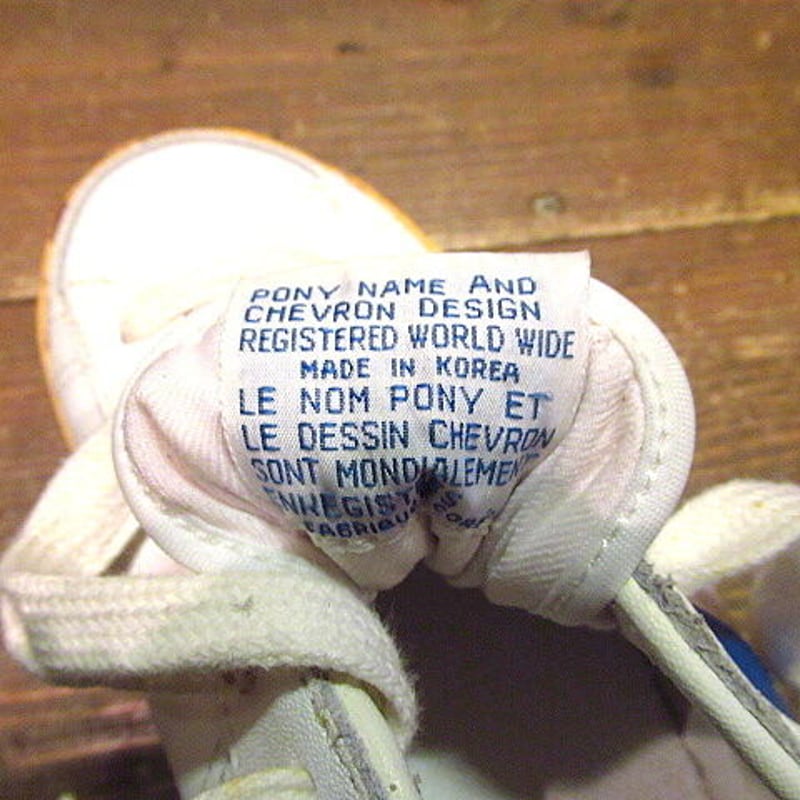 PONY NAME AND
CHEVRON DESIGN
REGISTERED WORLD WIDE
MADE IN KOREA
LE NOM PONY ET
LE DESSIN CHEVRON
SONT MONDIALEMENT